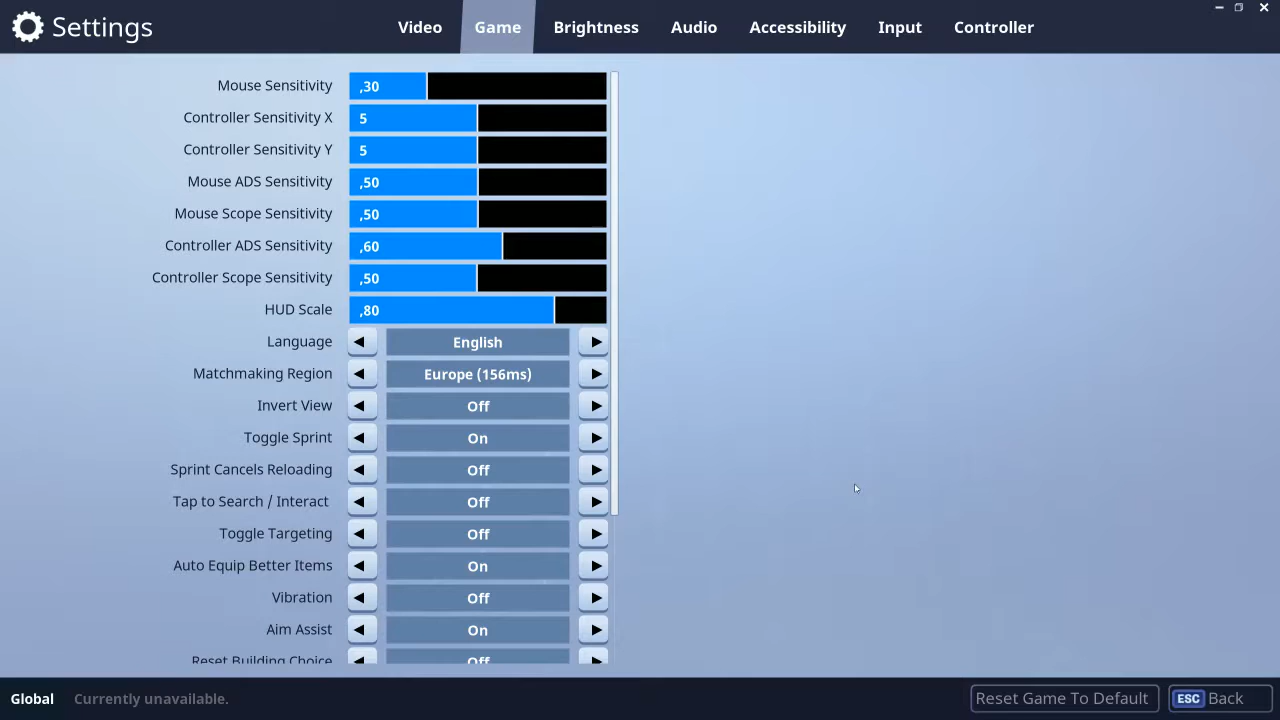 Settings
Video Game Brightness Audio Accessibility Input Controller
Mouse Sensitivity ,30
Controller Sensitivity X 5
Controller Sensitivity Y 5
Mouse ADS Sensitivity ,50
Mouse Scope Sensitivity ,50
Controller ADS Sensitivity ,60
Controller Scope Sensitivity ,50
HUD Scale ,80
Language English
Matchmaking Region Europe (156ms)
Invert View Off
Toggle Sprint On
Sprint Cancels Reloading Off
Tap to Search / Interact Off
Toggle Targeting Off
Auto Equip Better Items On
Vibration Off
Aim Assist On
Reset Building Choice Off
Global Currently unavailable. Reset Game To Default ESC Back